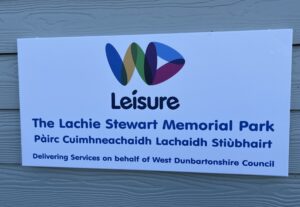 Leisure
The Lachie Stewart Memorial Park
Pàirc Cuimhneachaidh Lachaidh Stiùbhairt
Delivering Services on behalf of West Dunbartonshire Council